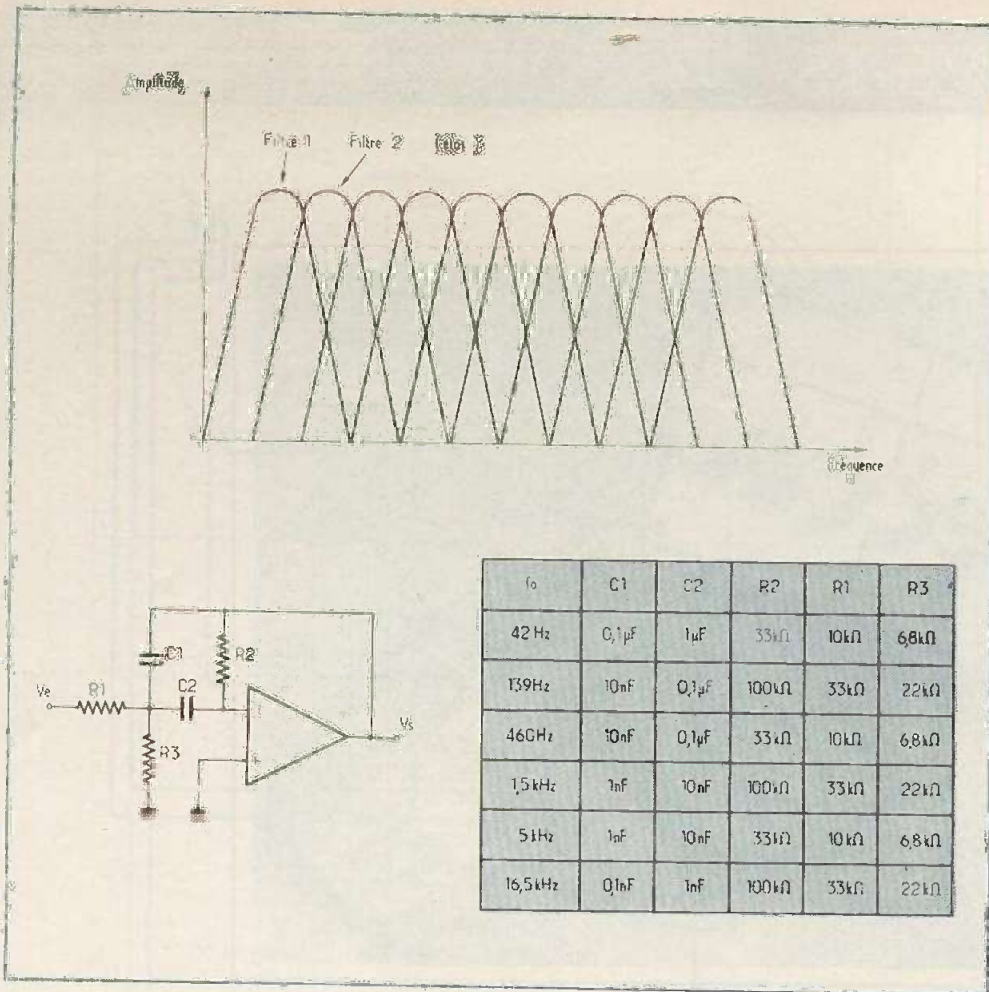 Amplitude
Filtre 1 Filtre 2
fréquence
C1
R2
Ve R1 C2
R3
Vs
fo C1 C2 R2 R1 R3
42 Hz 0,1µF 1µF 33kΩ 10kΩ 6,8kΩ
139Hz 10nF 0,1µF 100kΩ 33kΩ 22kΩ
460Hz 10nF 0,1µF 33kΩ 10kΩ 6,8kΩ
1,5 kHz 1nF 10nF 100kΩ 33kΩ 22kΩ
5kHz 1nF 10nF 33kΩ 10kΩ 6,8kΩ
16,5kHz 0,1nF 1nF 100kΩ 33kΩ 22kΩ